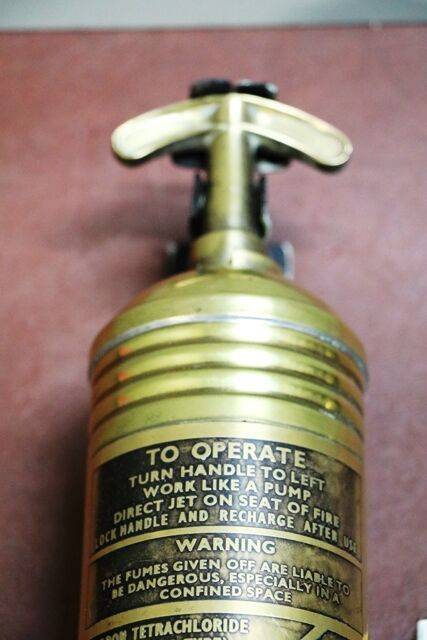 TO OPERATE
TURN HANDLE TO LEFT
WORK LIKE A PUMP
DIRECT JET ON SEAT OF FIRE
LOCK HANDLE AND RECHARGE AFTER USE
WARNING
THE FUMES GIVEN OFF ARE LIABLE TO
BE DANGEROUS, ESPECIALLY IN A
CONFINED SPACE
TETRACHLORIDE